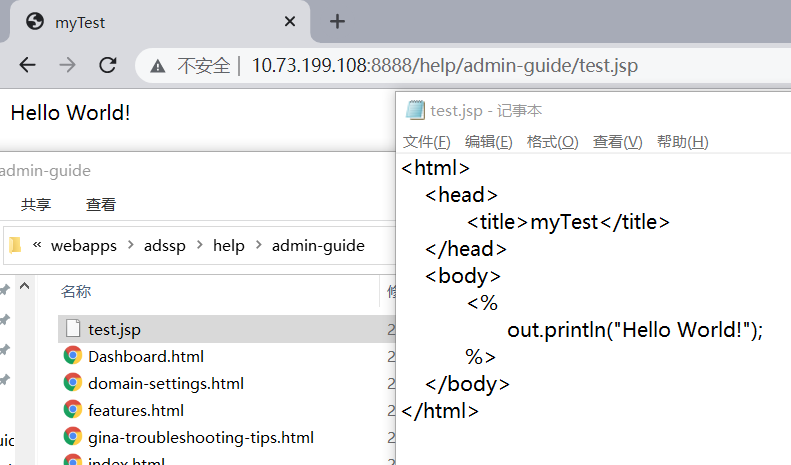 myTest
不安全 | 10.73.199.108:8888/help/admin-guide/test.jsp
Hello World!
admin-guide
共享 查看
« webapps > adssp > help > admin-guide
名称
test.jsp
Dashboard.html
domain-settings.html
features.html
gina-troubleshooting-tips.html
index.html
test.jsp - 记事本
文件(F) 编辑(E) 格式(O) 查看(V) 帮助(H)
<html>
<head>
<title>myTest</title>
</head>
<body>
<%
out.println("Hello World!");
%>
</body>
</html>